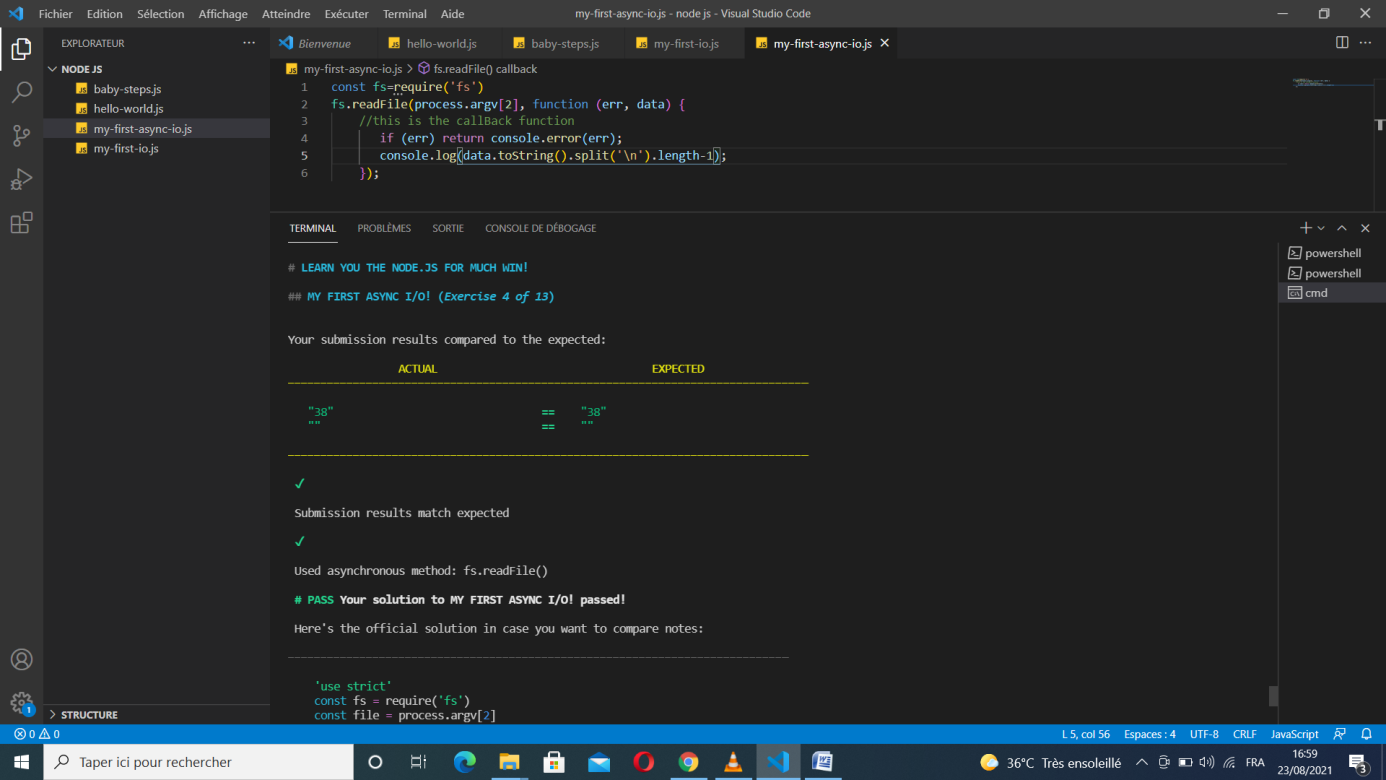 Fichier Edition Sélection Affichage Atteindre Exécuter Terminal Aide my-first-async-io.js - node js - Visual Studio Code
EXPLORATEUR
NODE JS
baby-steps.js
hello-world.js
my-first-async-io.js
my-first-io.js
STRUCTURE
Bienvenue hello-world.js baby-steps.js my-first-io.js my-first-async-io.js
my-first-async-io.js > fs.readFile() callback
1 const fs=require('fs')
2 fs.readFile(process.argv[2], function (err, data) {
3 //this is the callBack function
4 if (err) return console.error(err);
5 console.log(data.toString().split('\n').length-1);
6 });
TERMINAL PROBLÈMES SORTIE CONSOLE DE DÉBOGAGE
powershell
powershell
cmd
# LEARN YOU THE NODE.JS FOR MUCH WIN!
## MY FIRST ASYNC I/O! (Exercise 4 of 13)
Your submission results compared to the expected:
ACTUAL EXPECTED
"38" == "38"
"" == ""
✓
Submission results match expected
✓
Used asynchronous method: fs.readFile()
# PASS Your solution to MY FIRST ASYNC I/O! passed!
Here's the official solution in case you want to compare notes:
'use strict'
const fs = require('fs')
const file = process.argv[2]
1
0 0 L 5, col 56 Espaces : 4 UTF-8 CRLF JavaScript
Taper ici pour rechercher
36°C Très ensoleillé FRA
16:59
23/08/2021
3